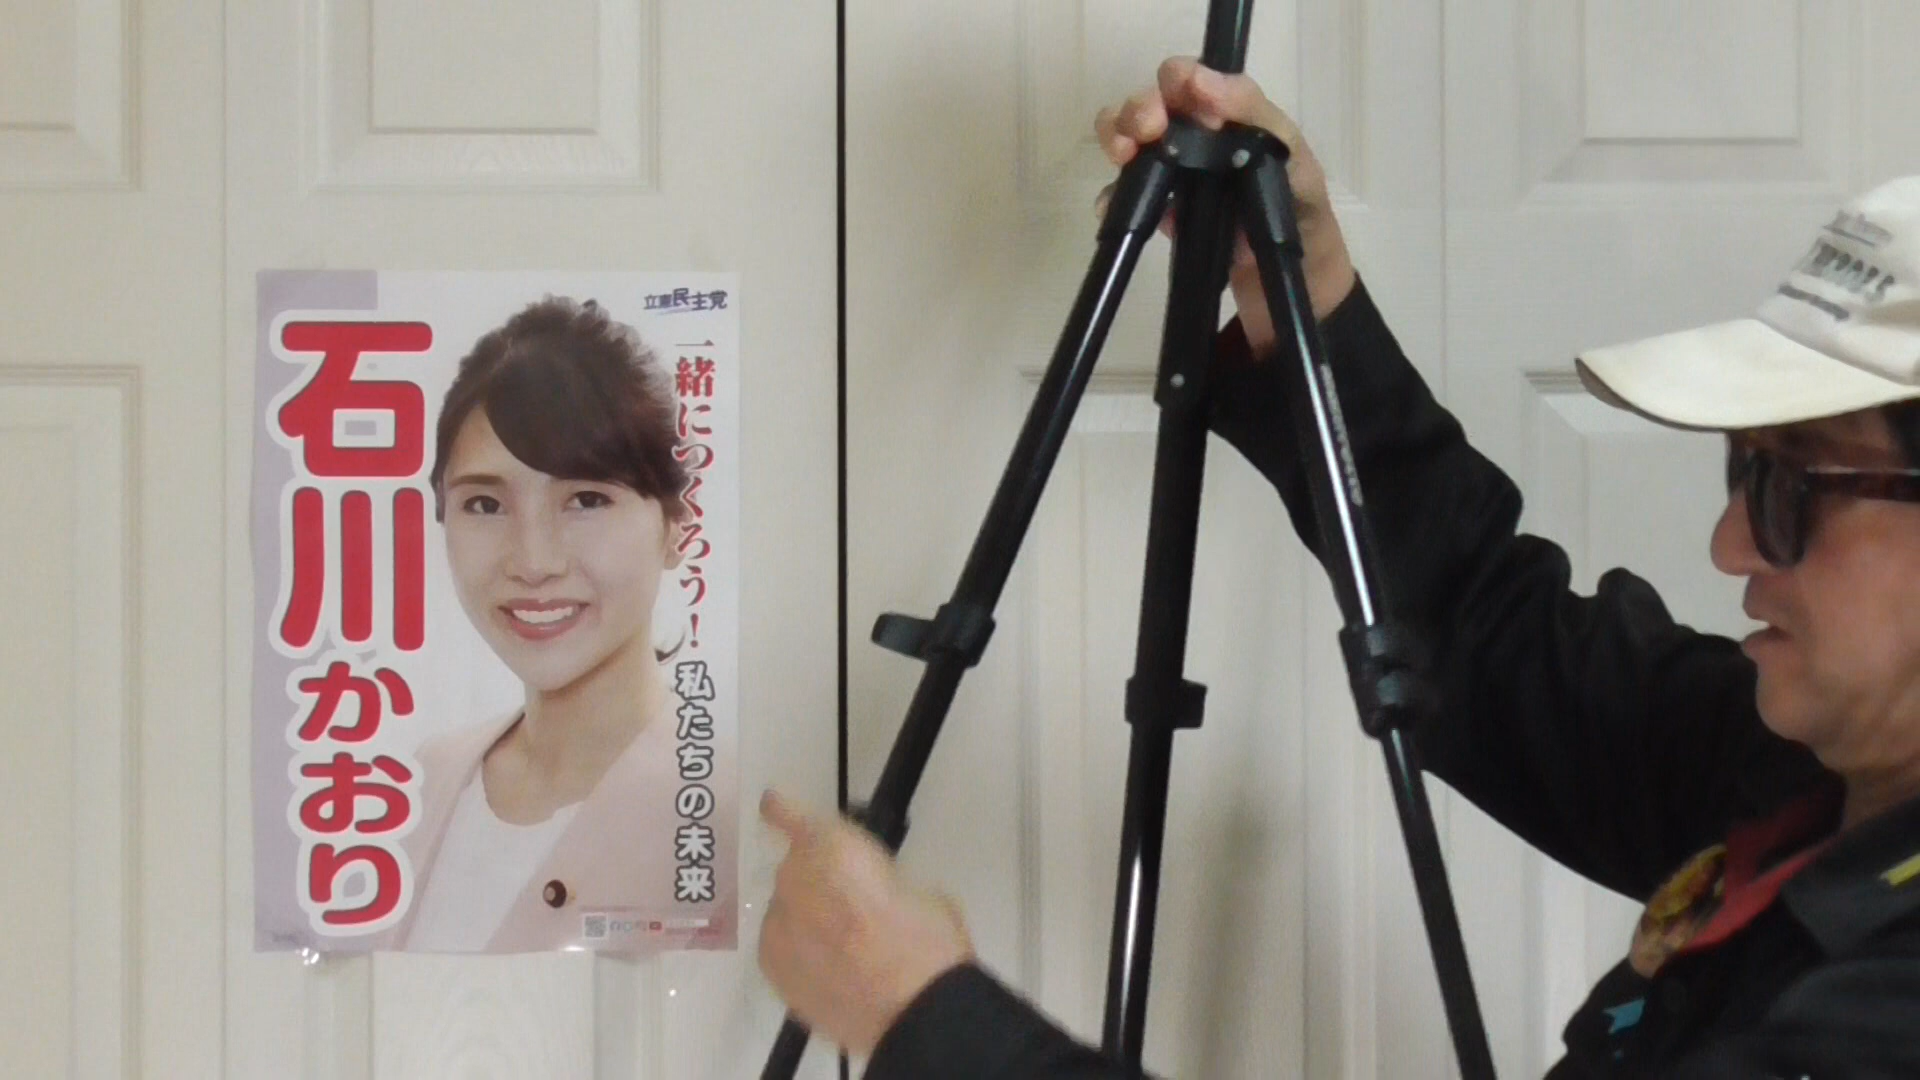 立憲民主党
石川かおり
一緒につくろう！私たちの未来